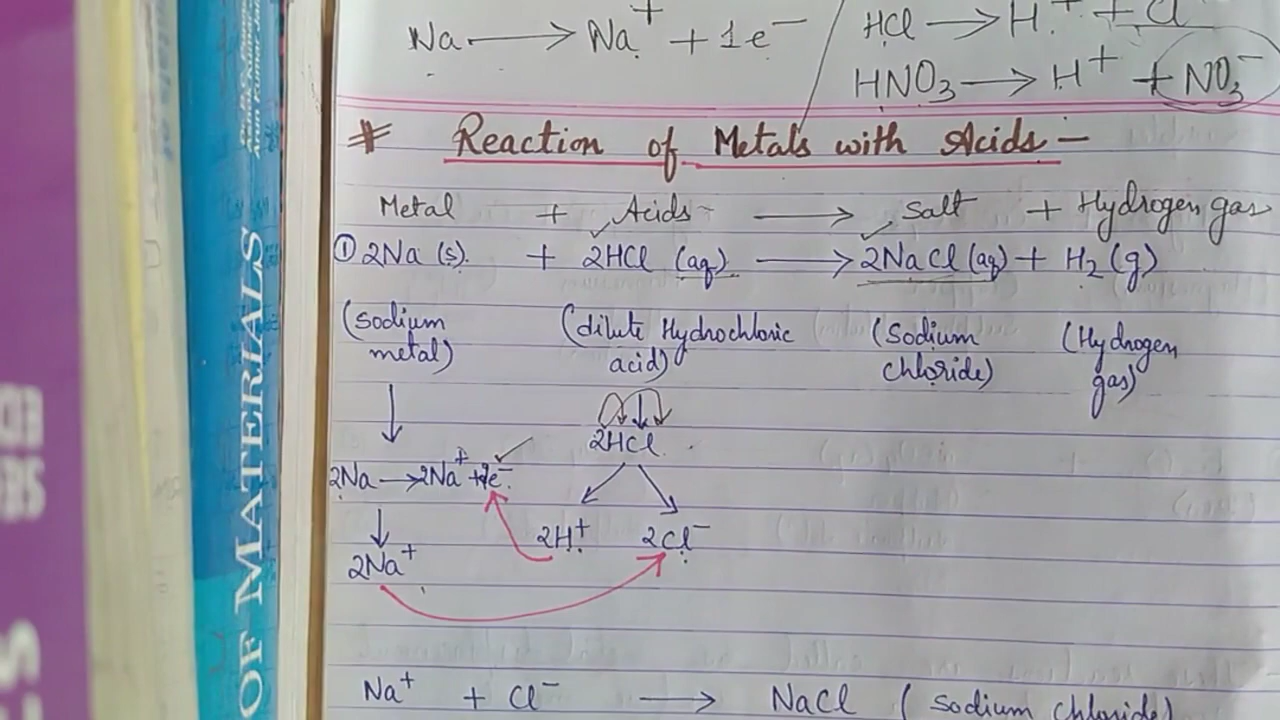 Na → Na⁺ + 1e⁻
HCl → H⁺ + Cl
HNO₃ → H⁺ + NO₃⁻
* Reaction of Metals with Acids :-
Metal + Acids → Salt + Hydrogen gas
① 2Na (s) + 2HCl (aq) → 2NaCl (aq) + H₂ (g)
(sodium metal) (dilute Hydrochloric acid) (Sodium chloride) (Hydrogen gas)
2HCl
2Na → 2Na⁺ + 2e⁻
2H⁺ 2Cl⁻
2Na⁺
Na⁺ + Cl⁻ → NaCl (sodium chloride)
OF MATERIALS